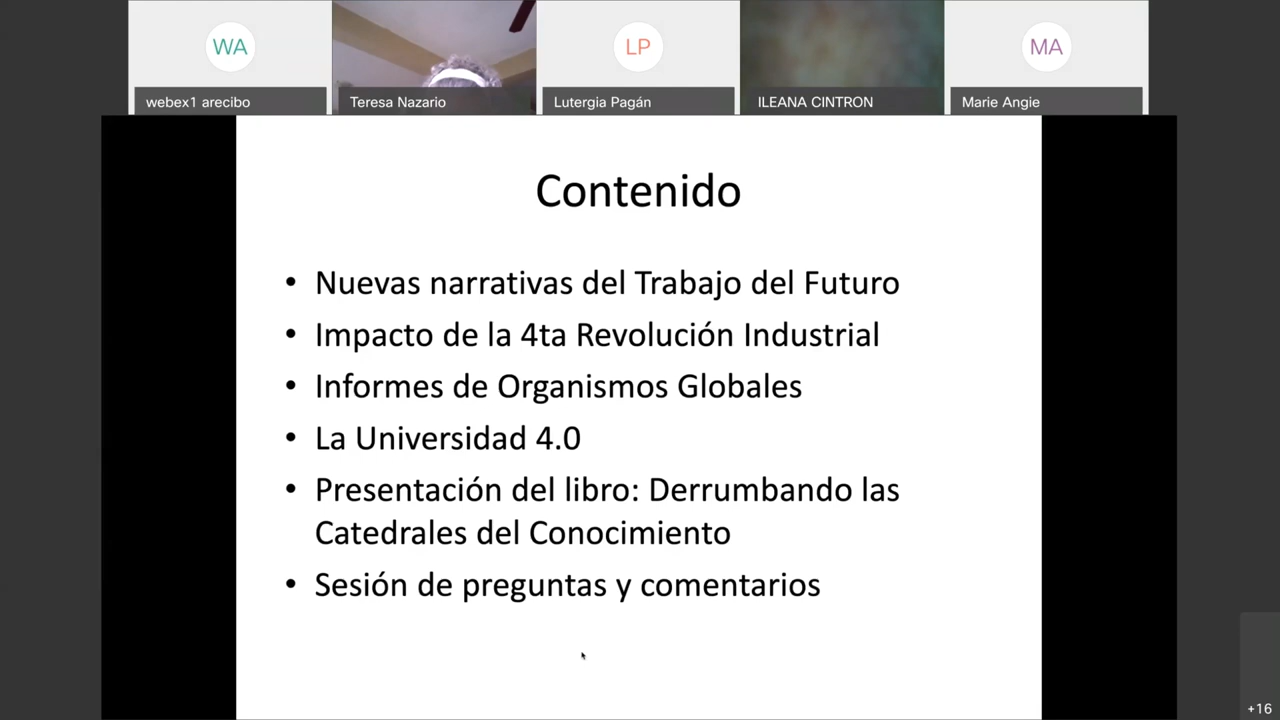 WA
LP
MA
webex1 arecibo
Teresa Nazario
Lutergia Pagán
ILEANA CINTRON
Marie Angie
Contenido
• Nuevas narrativas del Trabajo del Futuro
• Impacto de la 4ta Revolución Industrial
• Informes de Organismos Globales
• La Universidad 4.0
• Presentación del libro: Derrumbando las
Catedrales del Conocimiento
• Sesión de preguntas y comentarios
+16